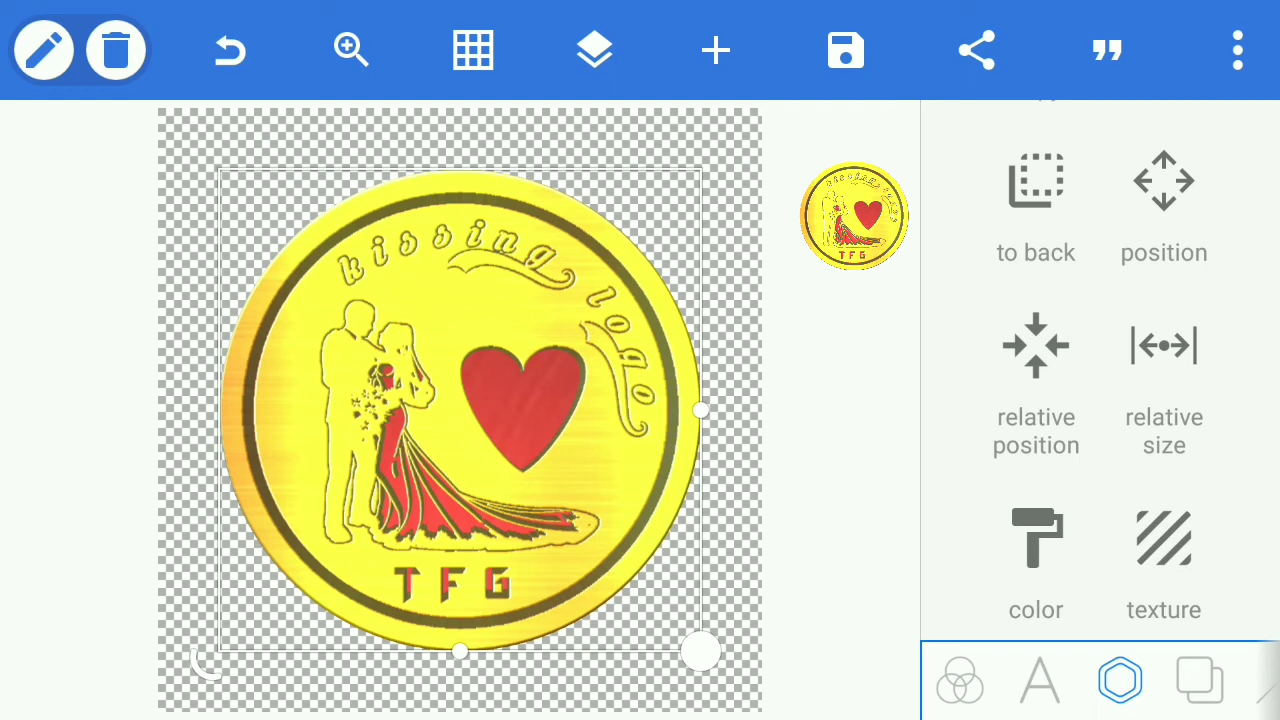 kissing logo
TFG
to back
position
relative
position
relative
size
color
texture